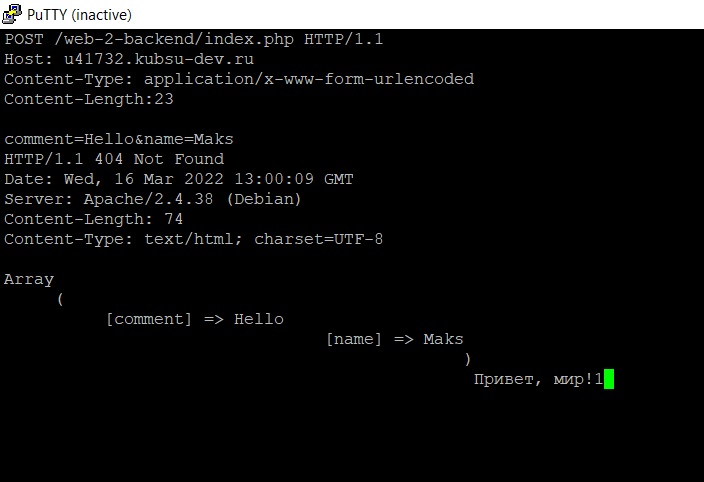 PuTTY (inactive)
POST /web-2-backend/index.php HTTP/1.1
Host: u41732.kubsu-dev.ru
Content-Type: application/x-www-form-urlencoded
Content-Length:23

comment=Hello&name=Maks
HTTP/1.1 404 Not Found
Date: Wed, 16 Mar 2022 13:00:09 GMT
Server: Apache/2.4.38 (Debian)
Content-Length: 74
Content-Type: text/html; charset=UTF-8

Array
(
[comment] => Hello
[name] => Maks
)
Привет, мир!1